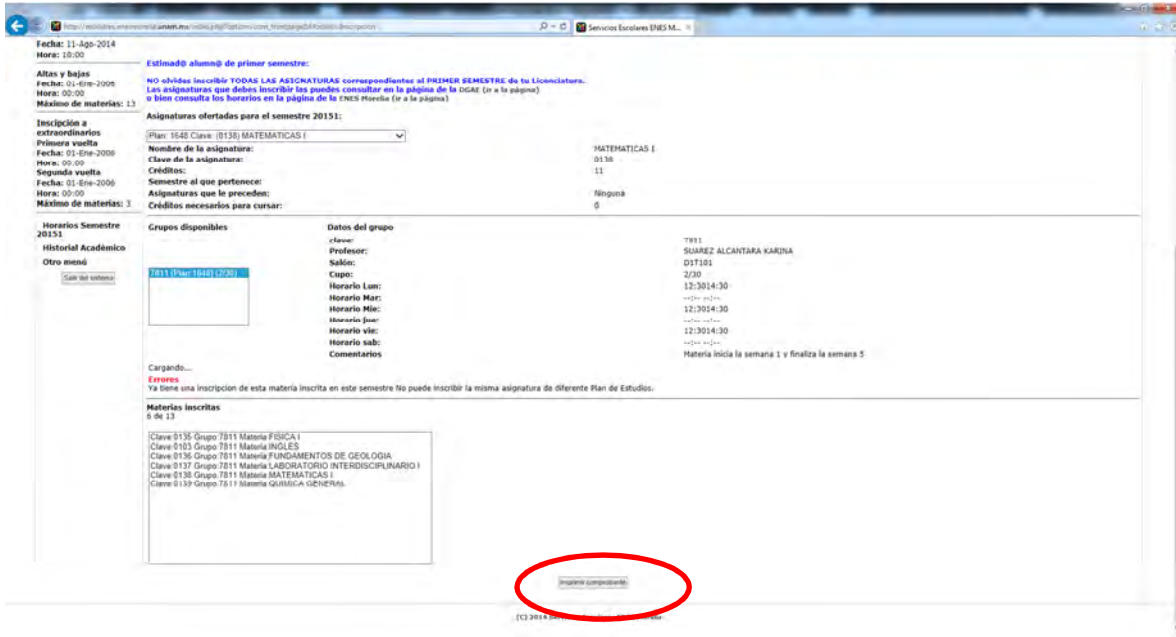 Servicios Escolares ENES M...
Fecha: 11-Ago-2014
Hora: 10:00
Altas y bajas
Fecha: 01-Ene-2006
Hora: 00:00
Máximo de materias: 13
Inscipción a
extraordinarios
Primera vuelta
Fecha: 01-Ene-2006
Hora: 00:00
Segunda vuelta
Fecha: 01-Ene-2006
Hora: 00:00
Máximo de materias: 3
Horarios Semestre
20151
Historial Académico
Otro menú
Salir del sistema
Estimad@ alumn@ de primer semestre:
NO olvides inscribir TODAS LAS ASIGNATURAS correspondientes al PRIMER SEMESTRE de tu Licenciatura.
Las asignaturas que debes inscribir las puedes consultar en la página de la DGAE (ir a la página)
o bien consulta los horarios en la página de la ENES Morelia (ir a la página)
Asignaturas ofertadas para el semestre 20151:
Plan: 1648 Clave: (0138) MATEMATICAS I
Nombre de la asignatura: MATEMATICAS I
Clave de la asignatura: 0138
Créditos: 11
Semestre al que pertenece:
Asignaturas que le preceden: Ninguna
Créditos necesarios para cursar: 0
Grupos disponibles
7811 (Plan:1648) (2/30)
Datos del grupo
clave: 7811
Profesor: SUAREZ ALCANTARA KARINA
Salón: D1T101
Cupo: 2/30
Horario Lun: 12:3014:30
Horario Mar: --:-- --:--
Horario Mie: 12:3014:30
Horario Jue: --:-- --:--
Horario vie: 12:3014:30
Horario sab: --:-- --:--
Comentarios Materia inicia la semana 1 y finaliza la semana 5
Cargando...
Errores
Ya tiene una inscripcion de esta materia inscrita en este semestre No puede inscribir la misma asignatura de diferente Plan de Estudios.
Materias inscritas
6 de 13
Clave:0135 Grupo:7811 Materia:FISICA I
Clave:0103 Grupo:7811 Materia:INGLES
Clave:0136 Grupo:7811 Materia:FUNDAMENTOS DE GEOLOGIA
Clave:0137 Grupo:7811 Materia:LABORATORIO INTERDISCIPLINARIO I
Clave:0138 Grupo:7811 Materia:MATEMATICAS I
Clave:0139 Grupo:7811 Materia:QUIMICA GENERAL
Imprimir comprobante
(C) 2014